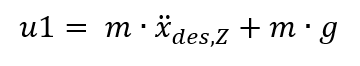 u1 = m · ẍ_{des,Z} + m · g